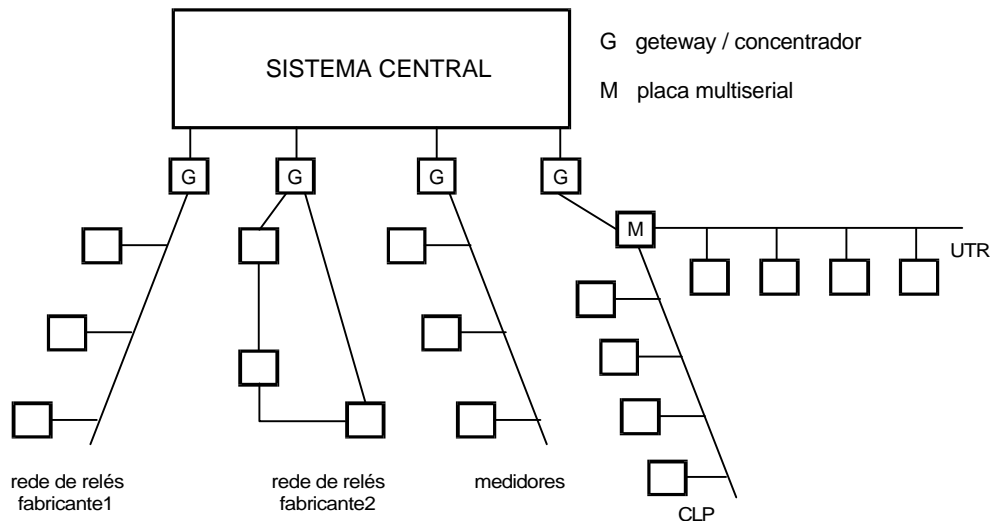 SISTEMA CENTRAL
G geteway / concentrador
M placa multiserial
G
G
G
G
M
UTR
rede de relés
fabricante1
rede de relés
fabricante2
medidores
CLP